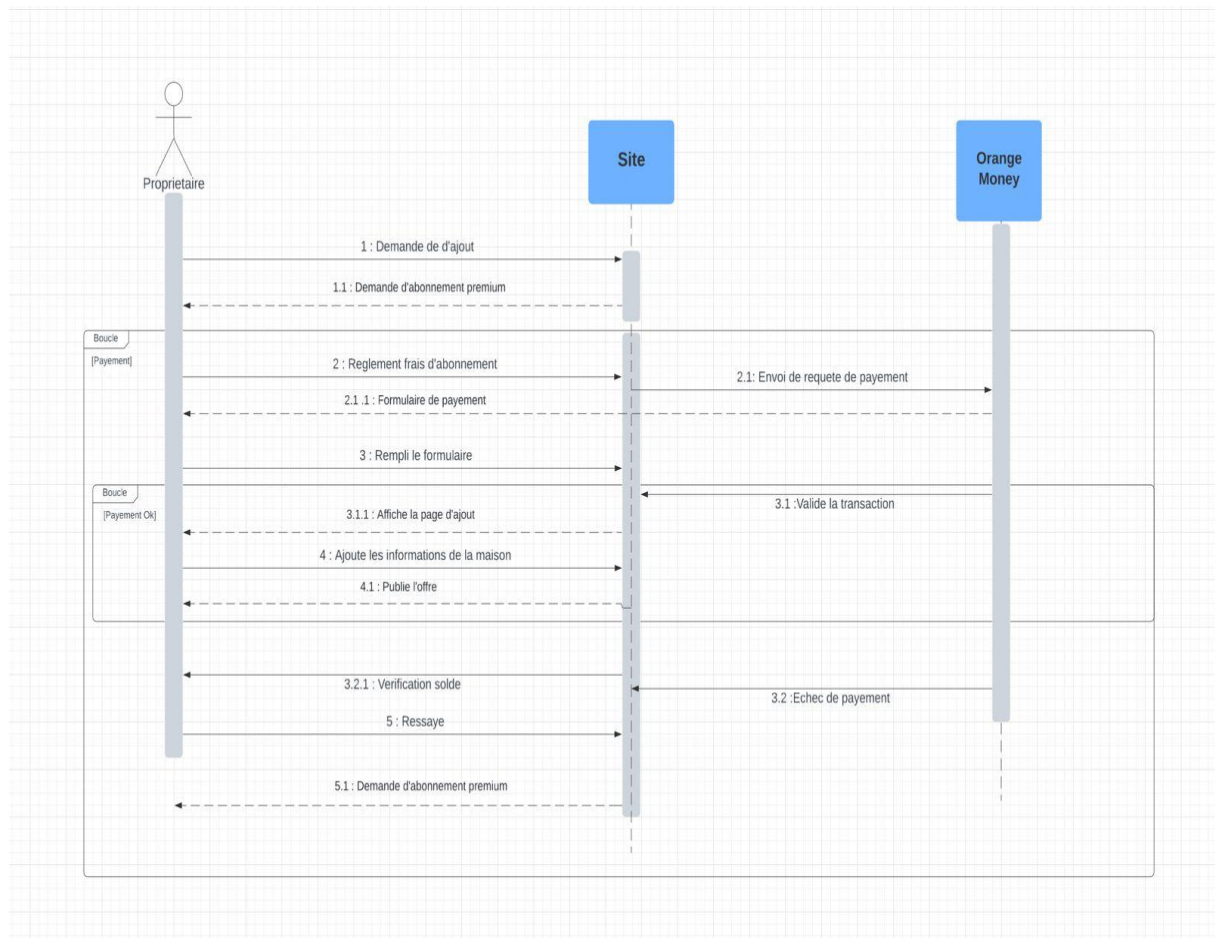 Proprietaire
Site
Orange
Money
1 : Demande de d'ajout
1.1 : Demande d'abonnement premium
Boucle
[Payement]
2 : Reglement frais d'abonnement
2.1: Envoi de requete de payement
2.1 .1 : Formulaire de payement
3 : Rempli le formulaire
Boucle
[Payement Ok]
3.1 :Valide la transaction
3.1.1 : Affiche la page d'ajout
4 : Ajoute les informations de la maison
4.1 : Publie l'offre
3.2.1 : Verification solde
3.2 :Echec de payement
5 : Ressaye
5.1 : Demande d'abonnement premium